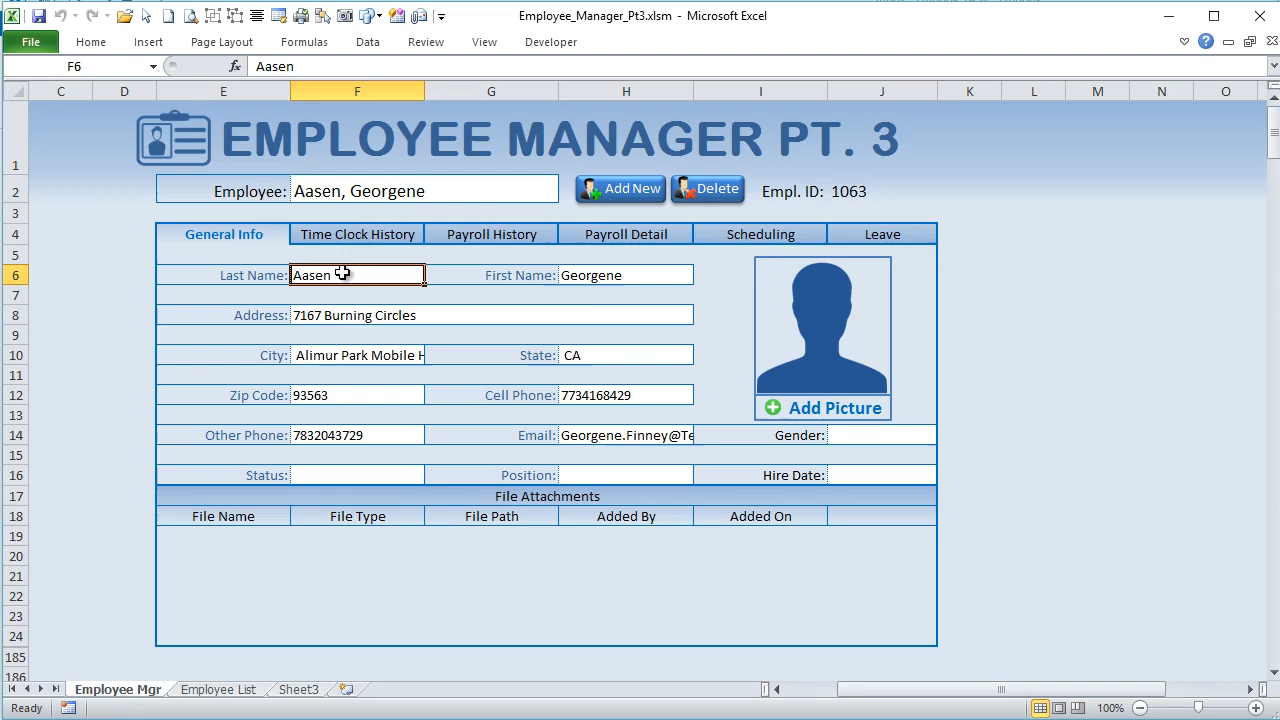 Employee_Manager_Pt3.xlsm - Microsoft Excel
File Home Insert Page Layout Formulas Data Review View Developer
F6 fx Aasen
C D E F G H I J K L M N O
1 EMPLOYEE MANAGER PT. 3
2 Employee: Aasen, Georgene Add New Delete Empl. ID: 1063
3
4 General Info Time Clock History Payroll History Payroll Detail Scheduling Leave
5
6 Last Name: Aasen First Name: Georgene
7
8 Address: 7167 Burning Circles
9
10 City: Alimur Park Mobile H State: CA
11
12 Zip Code: 93563 Cell Phone: 7734168429
Add Picture
13
14 Other Phone: 7832043729 Email: Georgene.Finney@Te Gender:
15
16 Status: Position: Hire Date:
17 File Attachments
18 File Name File Type File Path Added By Added On
19
20
21
22
23
24
185
186
Employee Mgr Employee List Sheet3
Ready 100%